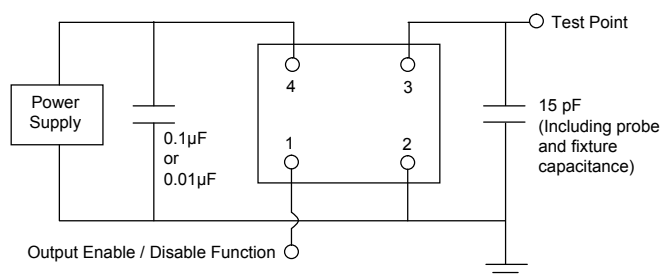 Test Point
4
3
Power
Supply
15 pF
(Including probe
and fixture
capacitance)
0.1µF
or
0.01µF
1
2
Output Enable / Disable Function